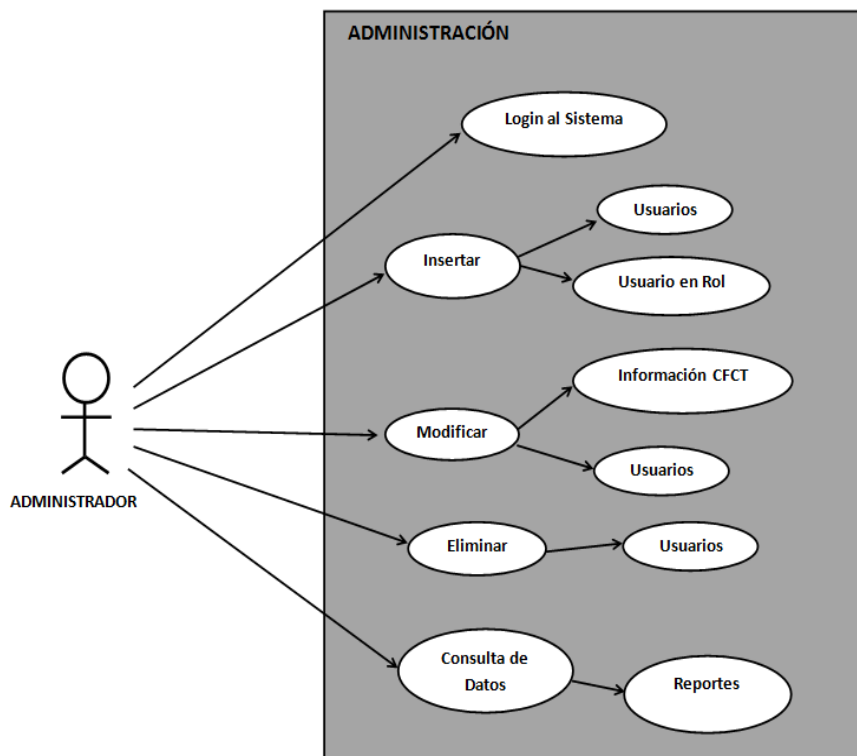 ADMINISTRACIÓN
Login al Sistema
Usuarios
Insertar
Usuario en Rol
Información CFCT
Modificar
Usuarios
ADMINISTRADOR
Eliminar
Usuarios
Consulta de
Datos
Reportes